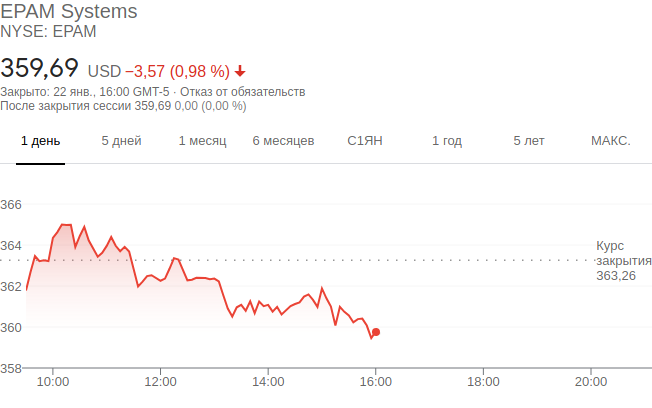 EPAM Systems
NYSE: EPAM
359,69 USD −3,57 (0,98 %)
Закрыто: 22 янв., 16:00 GMT-5 · Отказ от обязательств
После закрытия сессии 359,69 0,00 (0,00 %)
1 день 5 дней 1 месяц 6 месяцев С1ЯН 1 год 5 лет МАКС.
366
364
Курс
закрытия
363,26
362
360
358
10:00 12:00 14:00 16:00 18:00 20:00